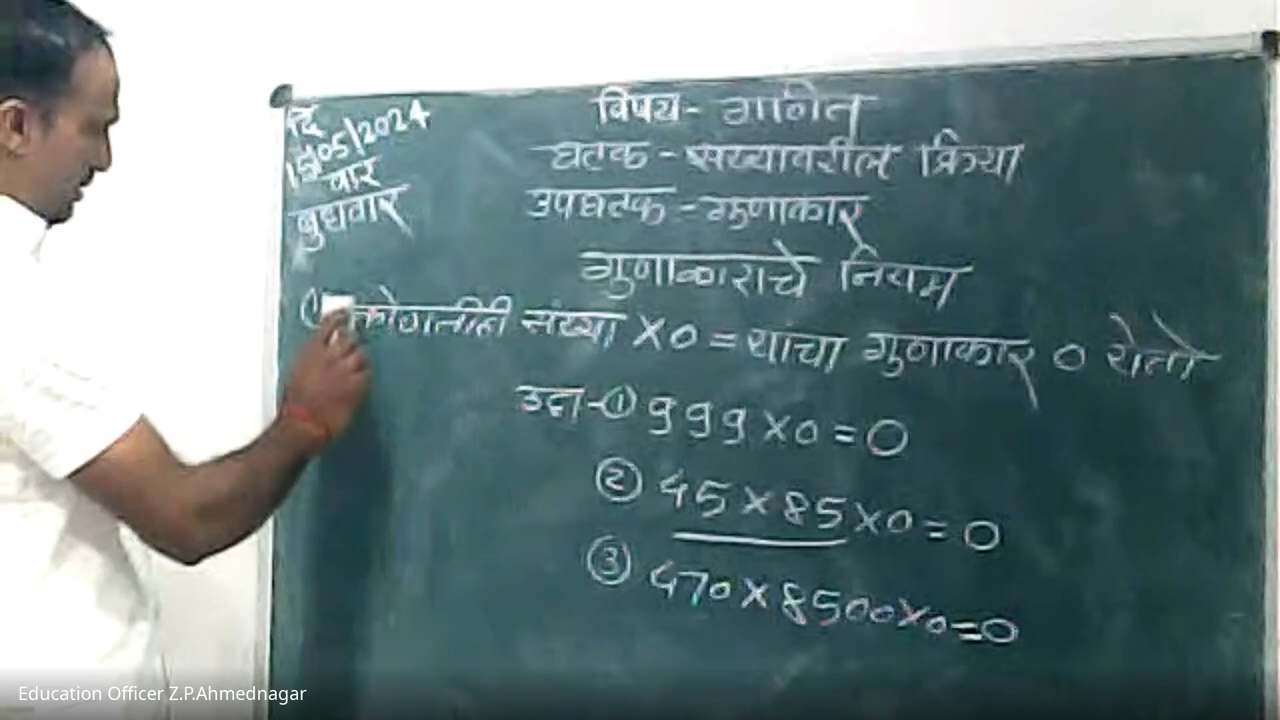 दि
15/05/2024
वार
बुधवार
विषय- गणित
घटक - संख्यावरील क्रिया
उपघटक - गुणाकार
गुणाकाराचे नियम
① कोणतीही संख्या X 0 = यांचा गुणाकार 0 येतो
उदा-① 999 X 0 = 0
② 45 X 85 X 0 = 0
③ 470 X 8500 X 0 = 0
Education Officer Z.P.Ahmednagar